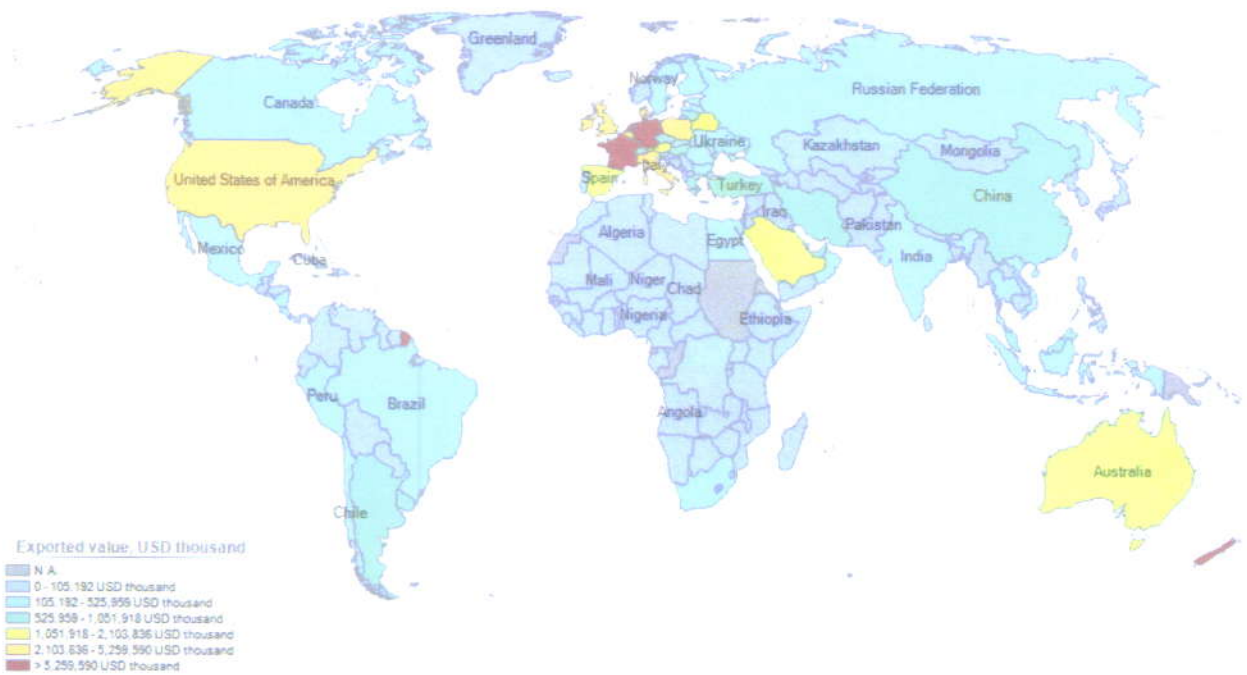 Greenland
Norway
Russian Federation
Canada
Ukraine
Kazakhstan
Mongolia
United States of America
Spain
Turkey
China
Iraq
Pakistan
Mexico
Cuba
Algeria
Egypt
India
Mali
Niger
Chad
Nigeria
Ethiopia
Peru
Brazil
Angola
Australia
Chile
Exported value, USD thousand
N.A.
0 - 105,192 USD thousand
105,192 - 525,959 USD thousand
525,959 - 1,051,918 USD thousand
1,051,918 - 2,103,836 USD thousand
2,103,836 - 5,259,590 USD thousand
> 5,259,590 USD thousand